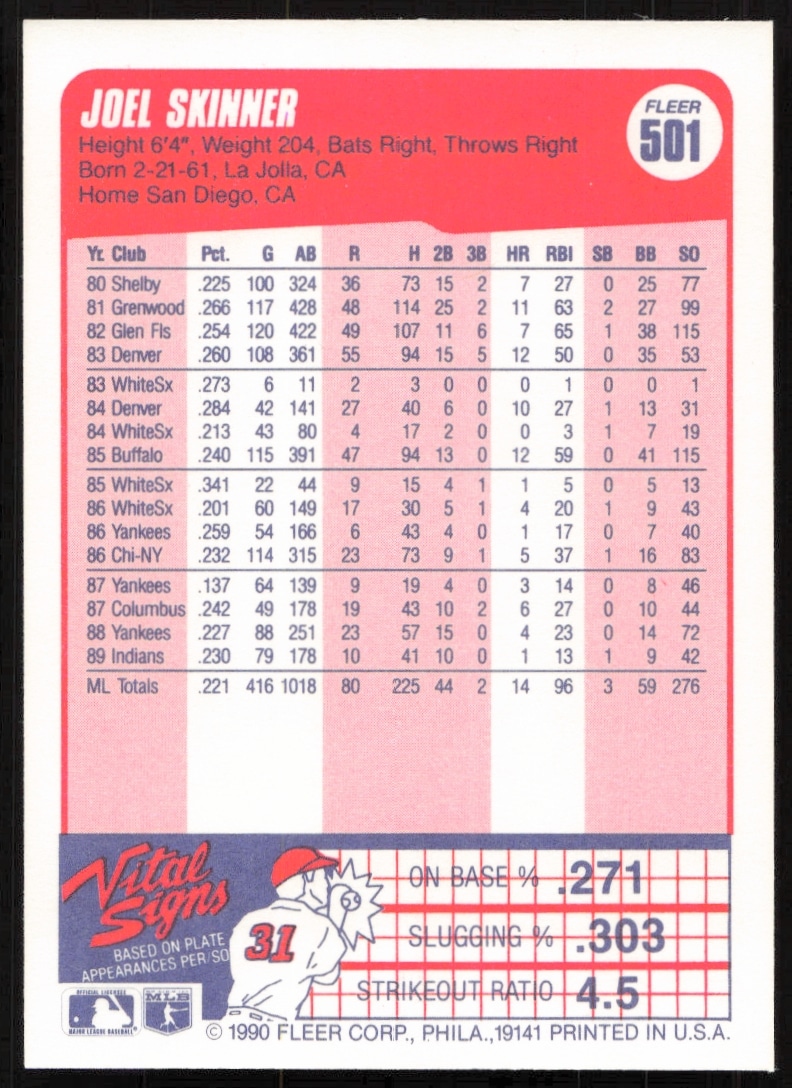 JOEL SKINNER
FLEER
501
Height 6'4", Weight 204, Bats Right, Throws Right
Born 2-21-61, La Jolla, CA
Home San Diego, CA
Yr. Club Pct. G AB R H 2B 3B HR RBI SB BB SO
80 Shelby .225 100 324 36 73 15 2 7 27 0 25 77
81 Grenwood .266 117 428 48 114 25 2 11 63 2 27 99
82 Glen Fls .254 120 422 49 107 11 6 7 65 1 38 115
83 Denver .260 108 361 55 94 15 5 12 50 0 35 53
83 WhiteSx .273 6 11 2 3 0 0 0 1 0 0 1
84 Denver .284 42 141 27 40 6 0 10 27 1 13 31
84 WhiteSx .213 43 80 4 17 2 0 0 3 1 7 19
85 Buffalo .240 115 391 47 94 13 0 12 59 0 41 115
85 WhiteSx .341 22 44 9 15 4 1 1 5 0 5 13
86 WhiteSx .201 60 149 17 30 5 1 4 20 1 9 43
86 Yankees .259 54 166 6 43 4 0 1 17 0 7 40
86 Chi-NY .232 114 315 23 73 9 1 5 37 1 16 83
87 Yankees .137 64 139 9 19 4 0 3 14 0 8 46
87 Columbus .242 49 178 19 43 10 2 6 27 0 10 44
88 Yankees .227 88 251 23 57 15 0 4 23 0 14 72
89 Indians .230 79 178 10 41 10 0 1 13 1 9 42
ML Totals .221 416 1018 80 225 44 2 14 96 3 59 276
Vital
Signs
BASED ON PLATE
APPEARANCES PER/SO
31
ON BASE % .271
SLUGGING % .303
STRIKEOUT RATIO 4.5
OFFICIAL LICENSEE
MAJOR LEAGUE BASEBALL
MLB
© 1990 FLEER CORP., PHILA.,19141 PRINTED IN U.S.A.